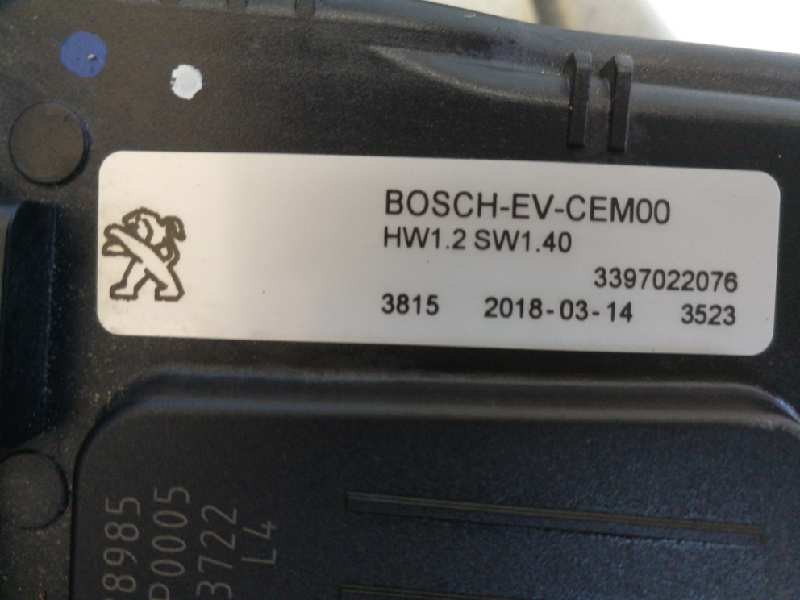 BOSCH-EV-CEM00
HW1.2 SW1.40
3397022076
3815 2018-03-14 3523
8985
P0005
3722
L4